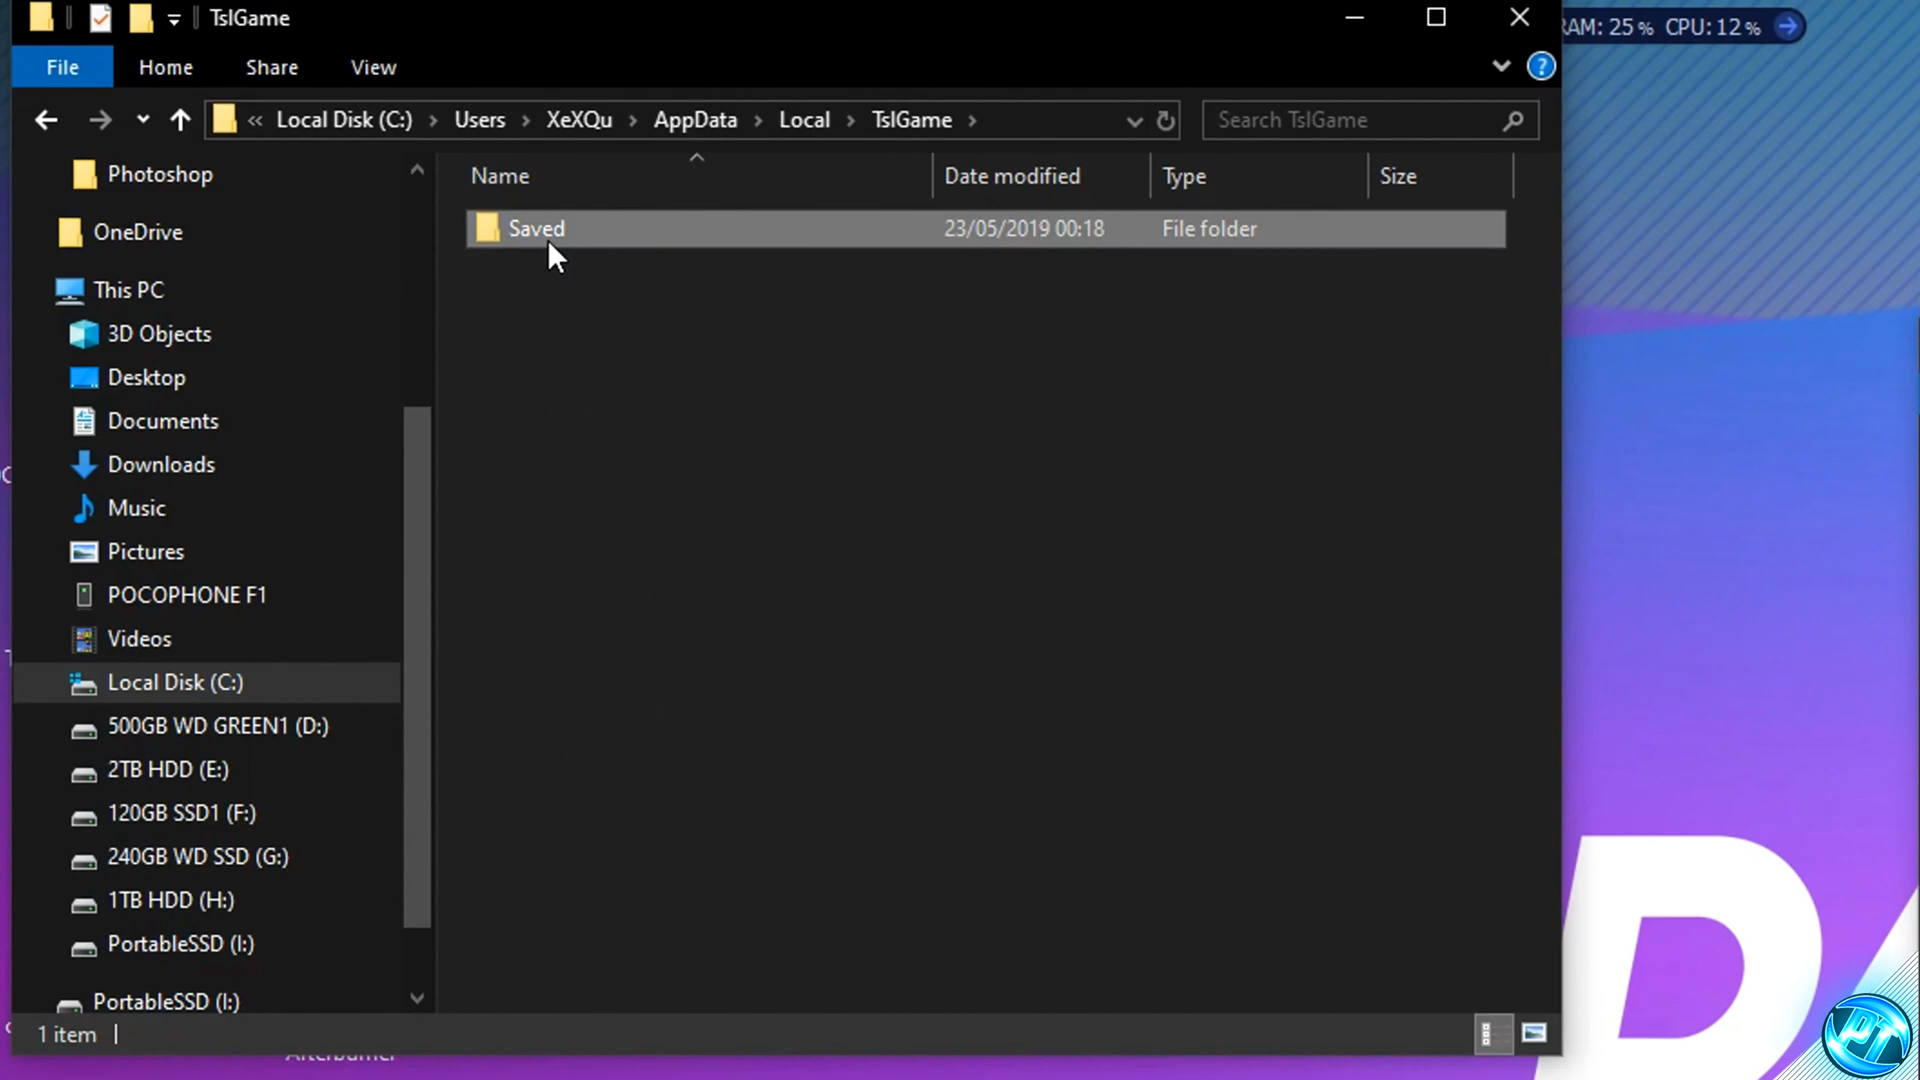 TslGame
RAM: 25 % CPU: 12 %
File Home Share View
« Local Disk (C:) › Users › XeXQu › AppData › Local › TslGame ›
Search TslGame
Name Date modified Type Size
Saved 23/05/2019 00:18 File folder
Photoshop
OneDrive
This PC
3D Objects
Desktop
Documents
Downloads
Music
Pictures
POCOPHONE F1
Videos
Local Disk (C:)
500GB WD GREEN1 (D:)
2TB HDD (E:)
120GB SSD1 (F:)
240GB WD SSD (G:)
1TB HDD (H:)
PortableSSD (I:)
PortableSSD (I:)
1 item
Afterburner
D
PT